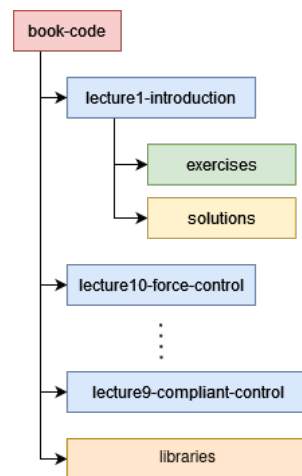 book-code
lecture1-introduction
exercises
solutions
lecture10-force-control
lecture9-compliant-control
libraries